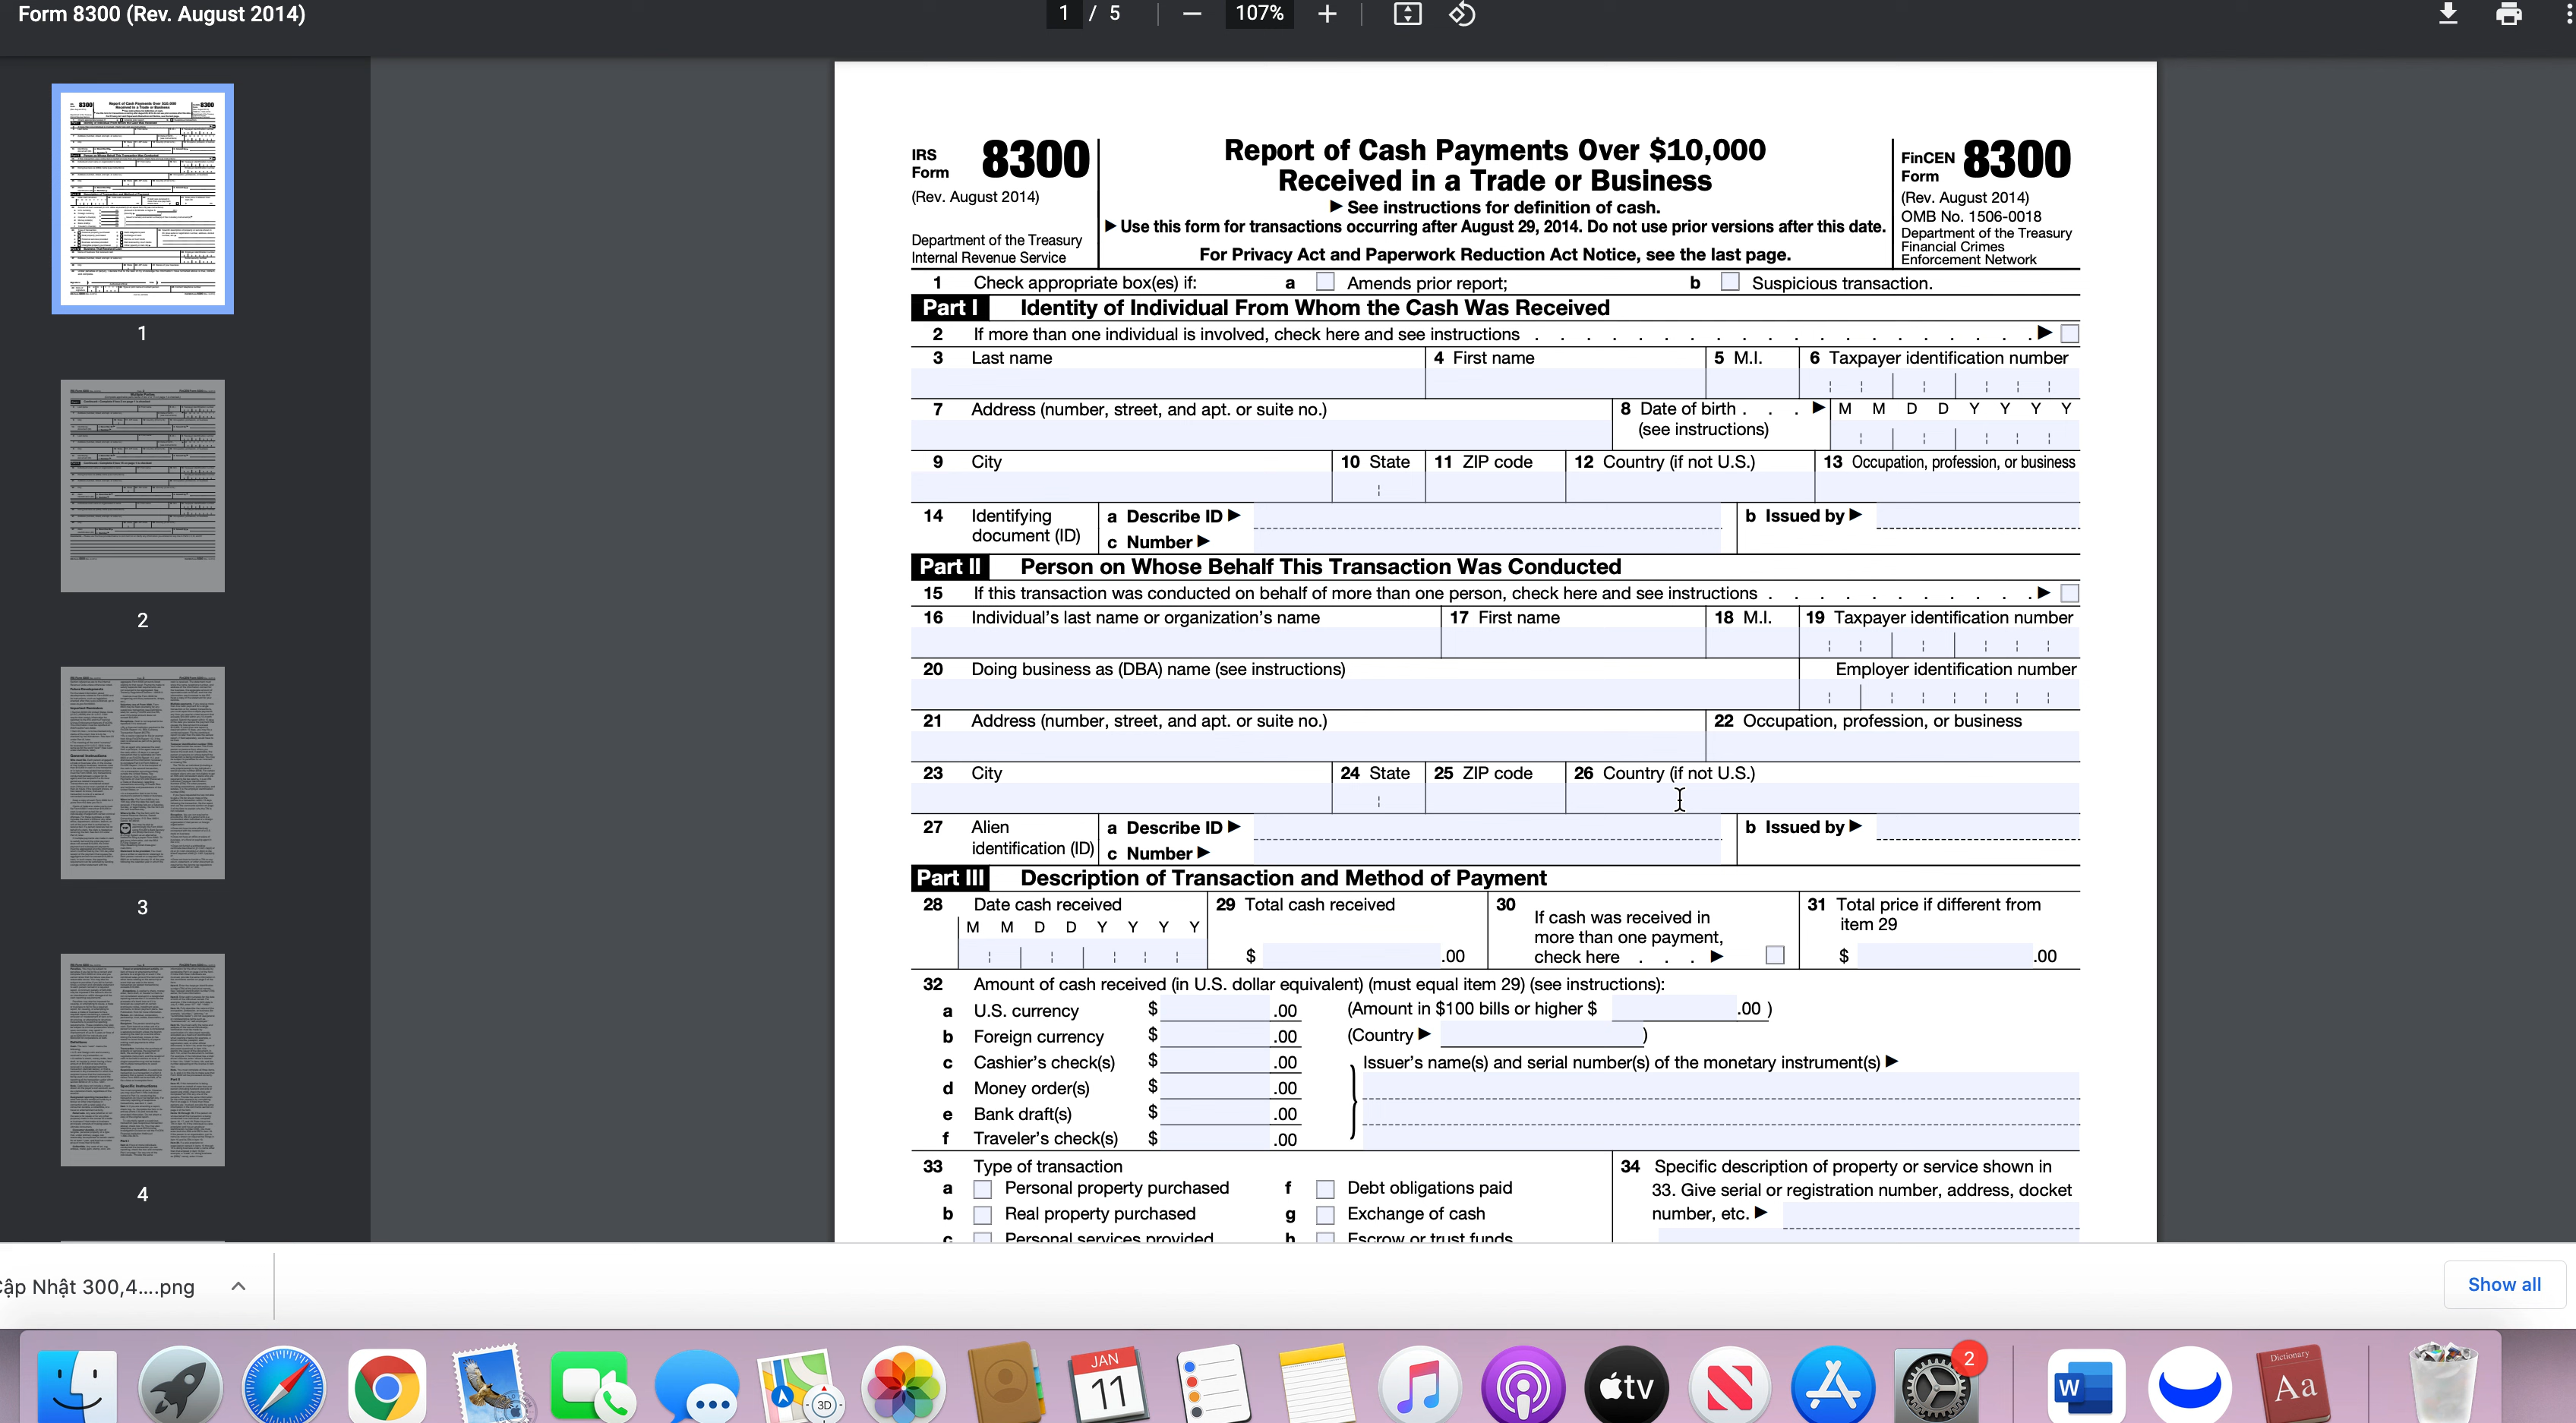 Form 8300 (Rev. August 2014)
1 / 5
107%
1
2
3
4
IRS
Form 8300
(Rev. August 2014)
Department of the Treasury
Internal Revenue Service
Report of Cash Payments Over $10,000
Received in a Trade or Business
▶ See instructions for definition of cash.
▶ Use this form for transactions occurring after August 29, 2014. Do not use prior versions after this date.
For Privacy Act and Paperwork Reduction Act Notice, see the last page.
FinCEN
Form 8300
(Rev. August 2014)
OMB No. 1506-0018
Department of the Treasury
Financial Crimes
Enforcement Network
1 Check appropriate box(es) if: a Amends prior report; b Suspicious transaction.
Part I Identity of Individual From Whom the Cash Was Received
2 If more than one individual is involved, check here and see instructions . . . . . . . . . . . . . . . . . . . . ▶
3 Last name 4 First name 5 M.I. 6 Taxpayer identification number
7 Address (number, street, and apt. or suite no.) 8 Date of birth . . . ▶ M M D D Y Y Y Y
(see instructions)
9 City 10 State 11 ZIP code 12 Country (if not U.S.) 13 Occupation, profession, or business
14 Identifying a Describe ID ▶ b Issued by ▶
document (ID) c Number ▶
Part II Person on Whose Behalf This Transaction Was Conducted
15 If this transaction was conducted on behalf of more than one person, check here and see instructions . . . . . . . . . . . ▶
16 Individual's last name or organization's name 17 First name 18 M.I. 19 Taxpayer identification number
20 Doing business as (DBA) name (see instructions) Employer identification number
21 Address (number, street, and apt. or suite no.) 22 Occupation, profession, or business
23 City 24 State 25 ZIP code 26 Country (if not U.S.)
27 Alien a Describe ID ▶ b Issued by ▶
identification (ID) c Number ▶
Part III Description of Transaction and Method of Payment
28 Date cash received
M M D D Y Y Y Y
29 Total cash received
$ .00
30 If cash was received in
more than one payment,
check here . . . ▶
31 Total price if different from
item 29
$ .00
32 Amount of cash received (in U.S. dollar equivalent) (must equal item 29) (see instructions):
a U.S. currency $ .00 (Amount in $100 bills or higher $ .00 )
b Foreign currency $ .00 (Country ▶ )
c Cashier's check(s) $ .00 Issuer's name(s) and serial number(s) of the monetary instrument(s) ▶
d Money order(s) $ .00
e Bank draft(s) $ .00
f Traveler's check(s) $ .00
33 Type of transaction
a Personal property purchased f Debt obligations paid
b Real property purchased g Exchange of cash
c Personal services provided h Escrow or trust funds
34 Specific description of property or service shown in
33. Give serial or registration number, address, docket
number, etc. ▶
Cập Nhật 300,4....png
Show all
3D
JAN
11
tv
2
W
Dictionary
Aa